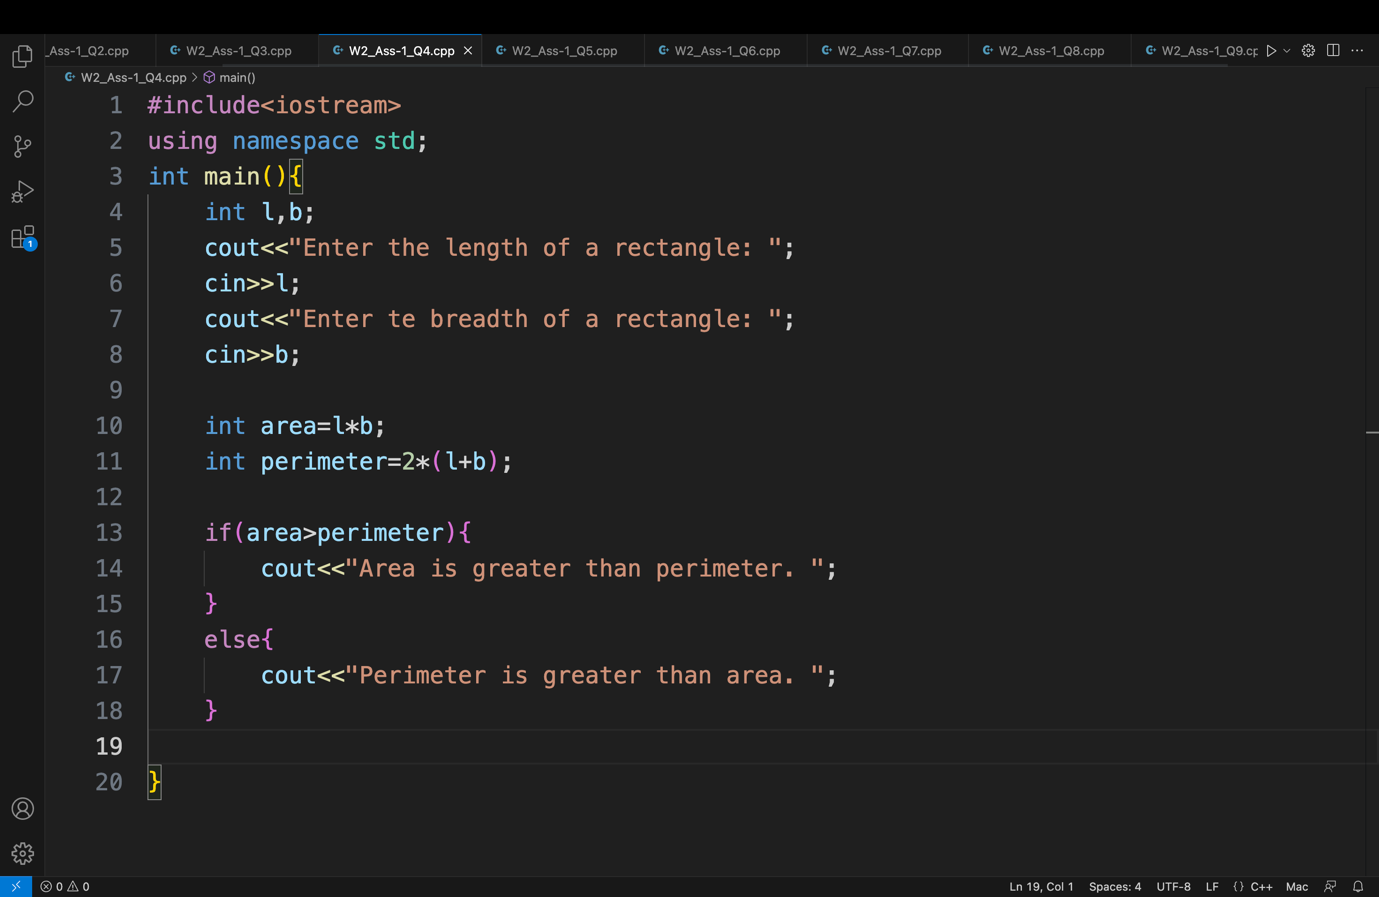 _Ass-1_Q2.cpp W2_Ass-1_Q3.cpp W2_Ass-1_Q4.cpp W2_Ass-1_Q5.cpp W2_Ass-1_Q6.cpp W2_Ass-1_Q7.cpp W2_Ass-1_Q8.cpp W2_Ass-1_Q9.cp
W2_Ass-1_Q4.cpp > main()
1 #include<iostream>
2 using namespace std;
3 int main(){
4 int l,b;
5 cout<<"Enter the length of a rectangle: ";
6 cin>>l;
7 cout<<"Enter te breadth of a rectangle: ";
8 cin>>b;
9
10 int area=l*b;
11 int perimeter=2*(l+b);
12
13 if(area>perimeter){
14 cout<<"Area is greater than perimeter. ";
15 }
16 else{
17 cout<<"Perimeter is greater than area. ";
18 }
19
20 }
1
0 0 Ln 19, Col 1 Spaces: 4 UTF-8 LF {} C++ Mac